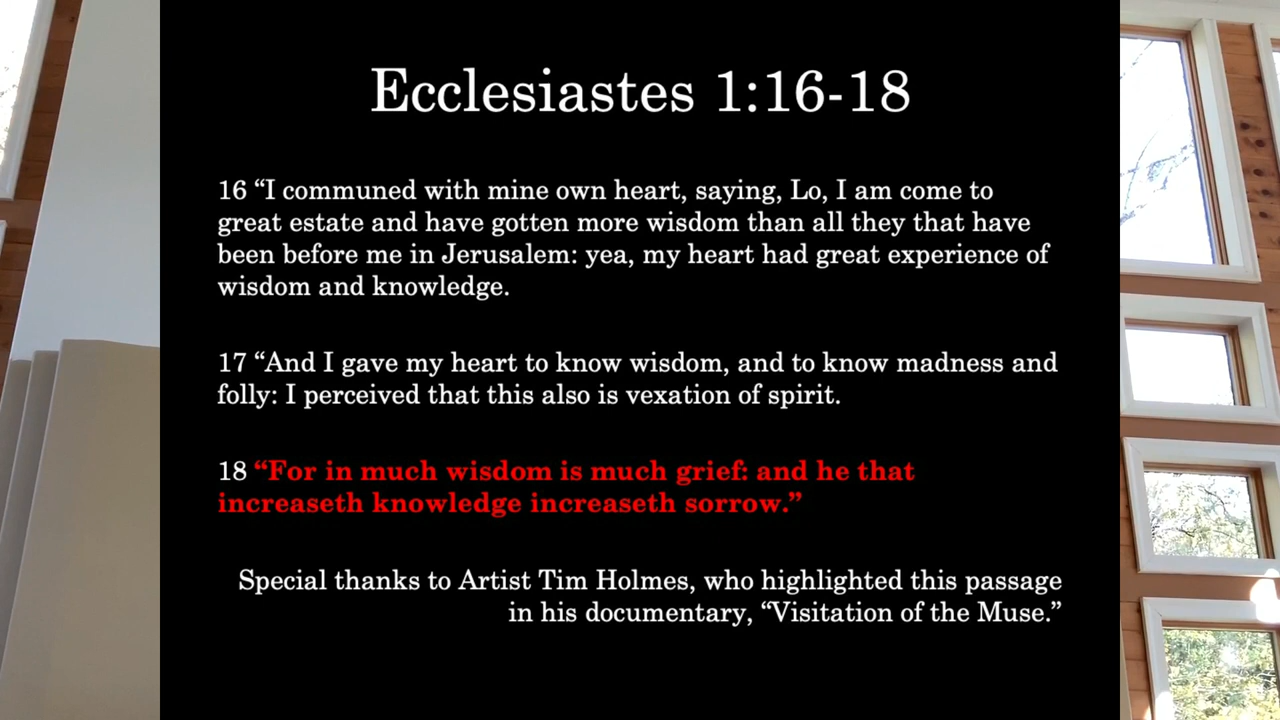 Ecclesiastes 1:16-18
16 “I communed with mine own heart, saying, Lo, I am come to
great estate and have gotten more wisdom than all they that have
been before me in Jerusalem: yea, my heart had great experience of
wisdom and knowledge.
17 “And I gave my heart to know wisdom, and to know madness and
folly: I perceived that this also is vexation of spirit.
18 “For in much wisdom is much grief: and he that
increaseth knowledge increaseth sorrow.”
Special thanks to Artist Tim Holmes, who highlighted this passage
in his documentary, “Visitation of the Muse.”